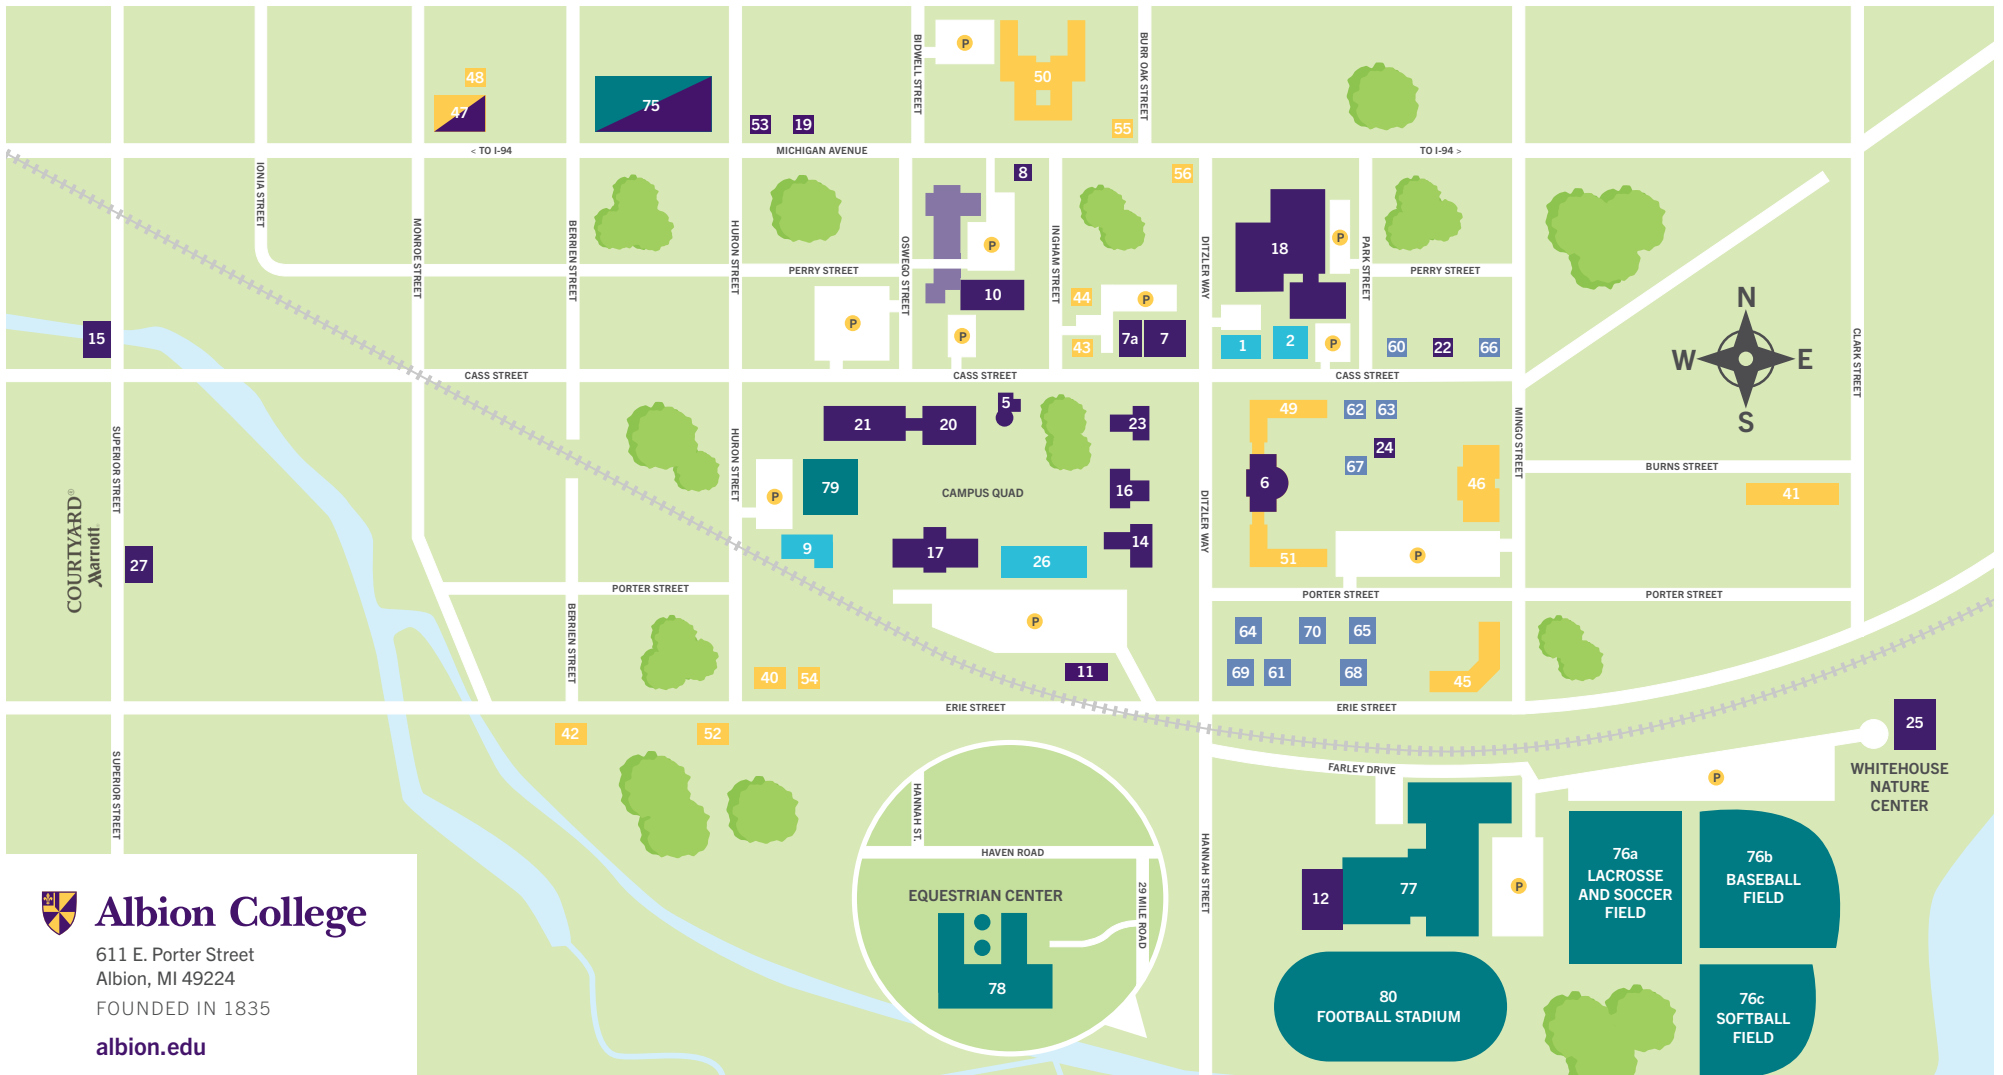 BIDWELL STREET
P
50
BURR OAK STREET
48
47
75
53
19
55
< TO I-94
MICHIGAN AVENUE
TO I-94 >
IONIA STREET
MONROE STREET
BERRIEN STREET
HURON STREET
OSWEGO STREET
INGHAM STREET
DITZLER WAY
PARK STREET
8
56
18
P
P
PERRY STREET
PERRY STREET
10
44
P
P
P
43
7a
7
1
2
P
60
22
66
15
N
W
E
S
CLARK STREET
CASS STREET
CASS STREET
CASS STREET
SUPERIOR STREET
HURON STREET
21
20
5
23
49
62
63
24
67
6
46
MINGO STREET
BURNS STREET
41
P
79
CAMPUS QUAD
16
DITZLER WAY
COURTYARD®
Marriott
27
9
17
26
14
51
P
PORTER STREET
PORTER STREET
PORTER STREET
BERRIEN STREET
P
64
70
65
40
54
11
69
61
68
45
ERIE STREET
ERIE STREET
42
52
25
WHITEHOUSE
NATURE
CENTER
FARLEY DRIVE
P
SUPERIOR STREET
HANNAH ST.
HAVEN ROAD
29 MILE ROAD
HANNAH STREET
EQUESTRIAN CENTER
78
12
77
P
76a
LACROSSE
AND SOCCER
FIELD
76b
BASEBALL
FIELD
80
FOOTBALL STADIUM
76c
SOFTBALL
FIELD
Albion College
611 E. Porter Street
Albion, MI 49224
FOUNDED IN 1835
albion.edu